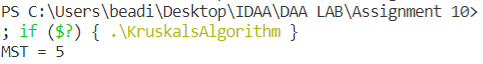 PS C:\Users\beadi\Desktop\IDAA\DAA LAB\Assignment 10>
; if ($?) { .\KruskalsAlgorithm }
MST = 5